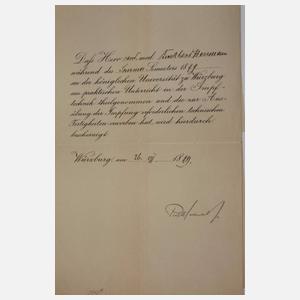 Daß Herr cand. med.
während des Sommer Semesters 1899
an der königlichen Universität zu Würzburg
am praktischen Unterricht in der Impf-
technik theilgenommen und die zur Aus-
übung der Impfung erforderlichen technischen
Fertigkeiten erworben hat, wird hierdurch
bescheinigt.
Würzburg, am 26. 1899.